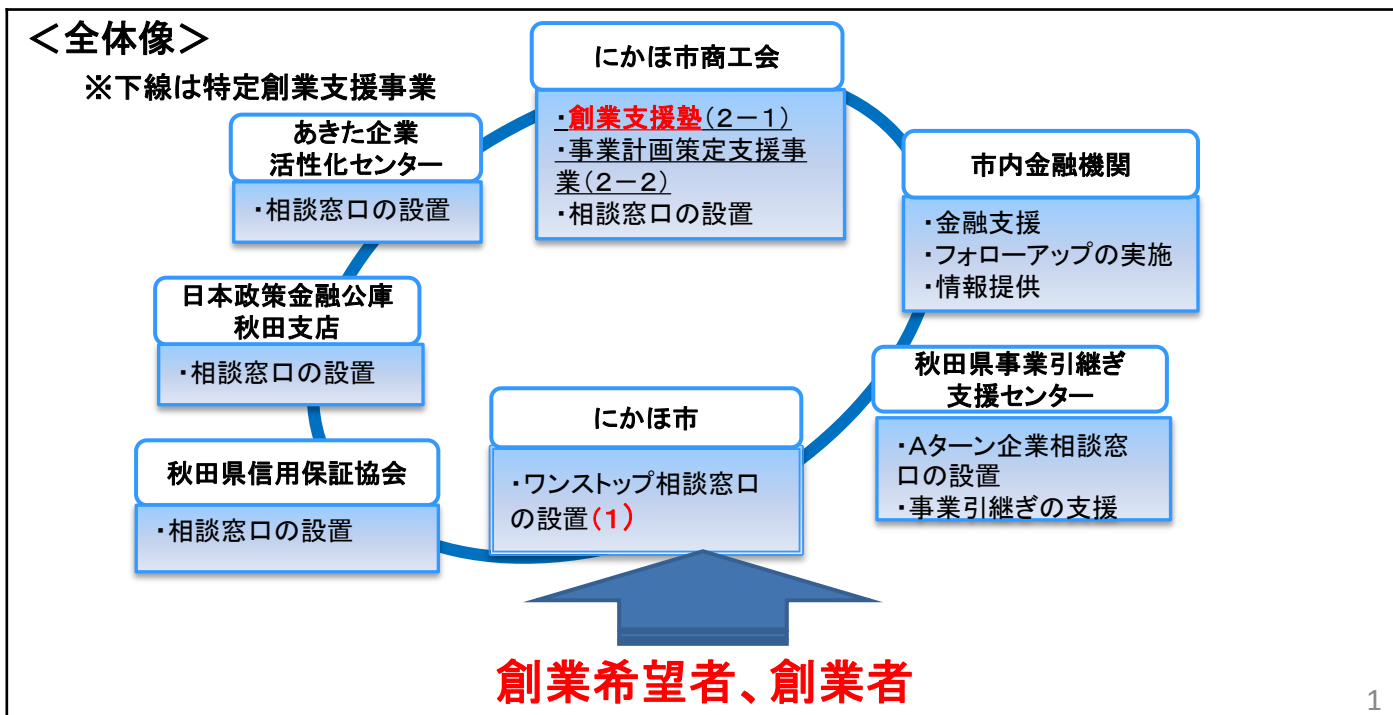 ＜全体像＞
※下線は特定創業支援事業
にかほ市商工会
・創業支援塾(2－1)
・事業計画策定支援事
業(2－2)
・相談窓口の設置
あきた企業
活性化センター
・相談窓口の設置
市内金融機関
・金融支援
・フォローアップの実施
・情報提供
日本政策金融公庫
秋田支店
・相談窓口の設置
秋田県事業引継ぎ
支援センター
・Aターン企業相談窓
口の設置
・事業引継ぎの支援
にかほ市
・ワンストップ相談窓口
の設置(1)
秋田県信用保証協会
・相談窓口の設置
創業希望者、創業者
1